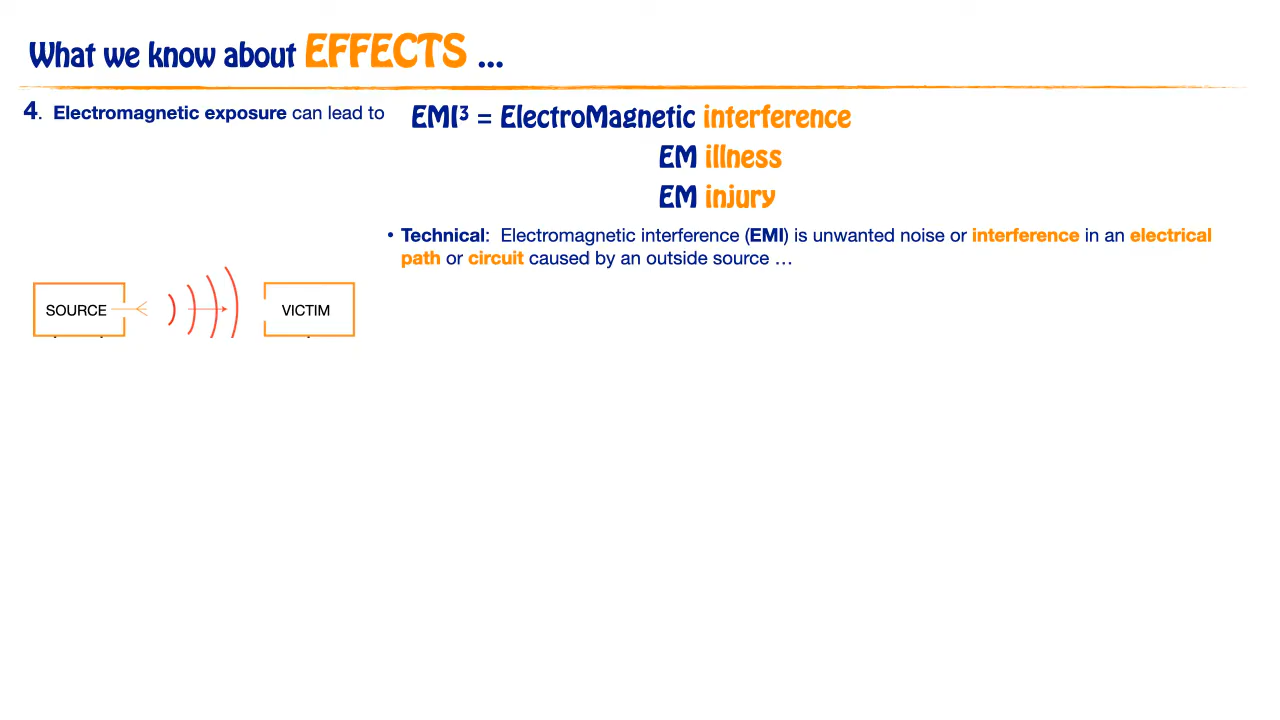 What we know about EFFECTS ...
4. Electromagnetic exposure can lead to
EMI³ = ElectroMagnetic interference
EM illness
EM injury
• Technical: Electromagnetic interference (EMI) is unwanted noise or interference in an electrical
path or circuit caused by an outside source …
SOURCE
VICTIM